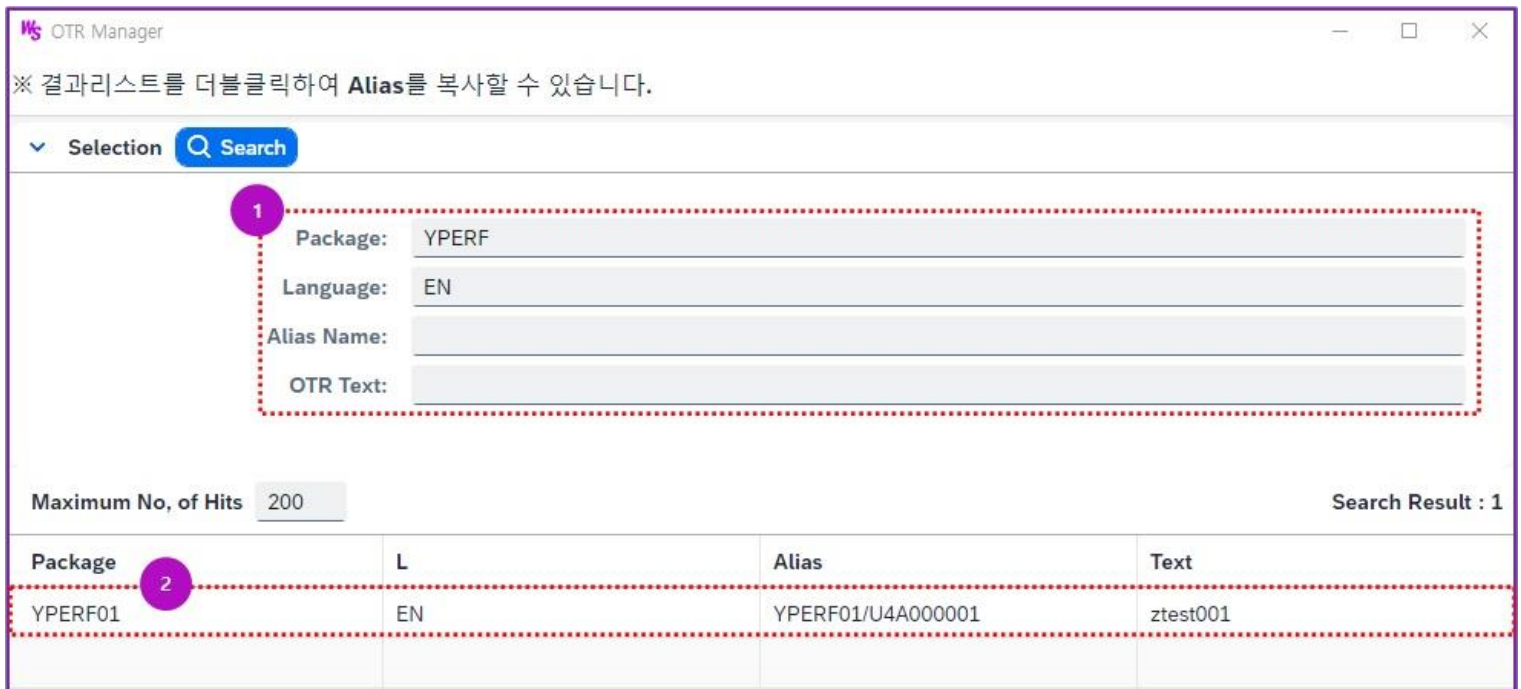 WS OTR Manager
※ 결과리스트를 더블클릭하여 Alias를 복사할 수 있습니다.
Selection Search
1
Package: YPERF
Language: EN
Alias Name:
OTR Text:
Maximum No, of Hits 200 Search Result : 1
Package L Alias Text
2
YPERF01 EN YPERF01/U4A000001 ztest001